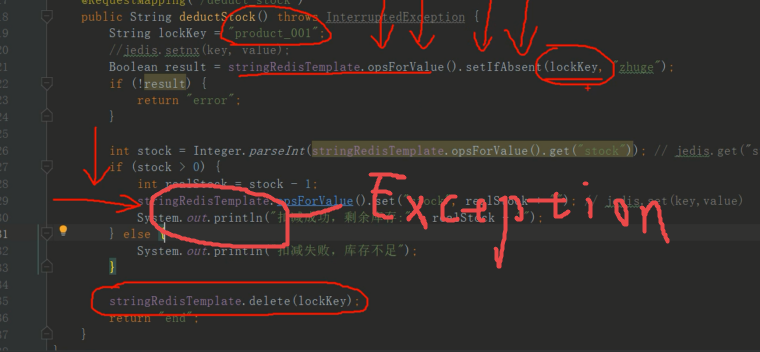 @RequestMapping("/deduct_stock")
public String deductStock() throws InterruptedException {
String lockKey = "product_001";
//jedis.setnx(key, value);
Boolean result = stringRedisTemplate.opsForValue().setIfAbsent(lockKey, "zhuge");
if (!result) {
return "error";
}
int stock = Integer.parseInt(stringRedisTemplate.opsForValue().get("stock")); // jedis.get("s
if (stock > 0) {
int realStock = stock - 1;
stringRedisTemplate.opsForValue().set( // jedis.set(key,value)
Exception
System.out.println("扣减成功，剩余库存:" realStock ");
} else {
System.out.println("扣减失败，库存不足");
}
stringRedisTemplate.delete(lockKey);
return "end";
}